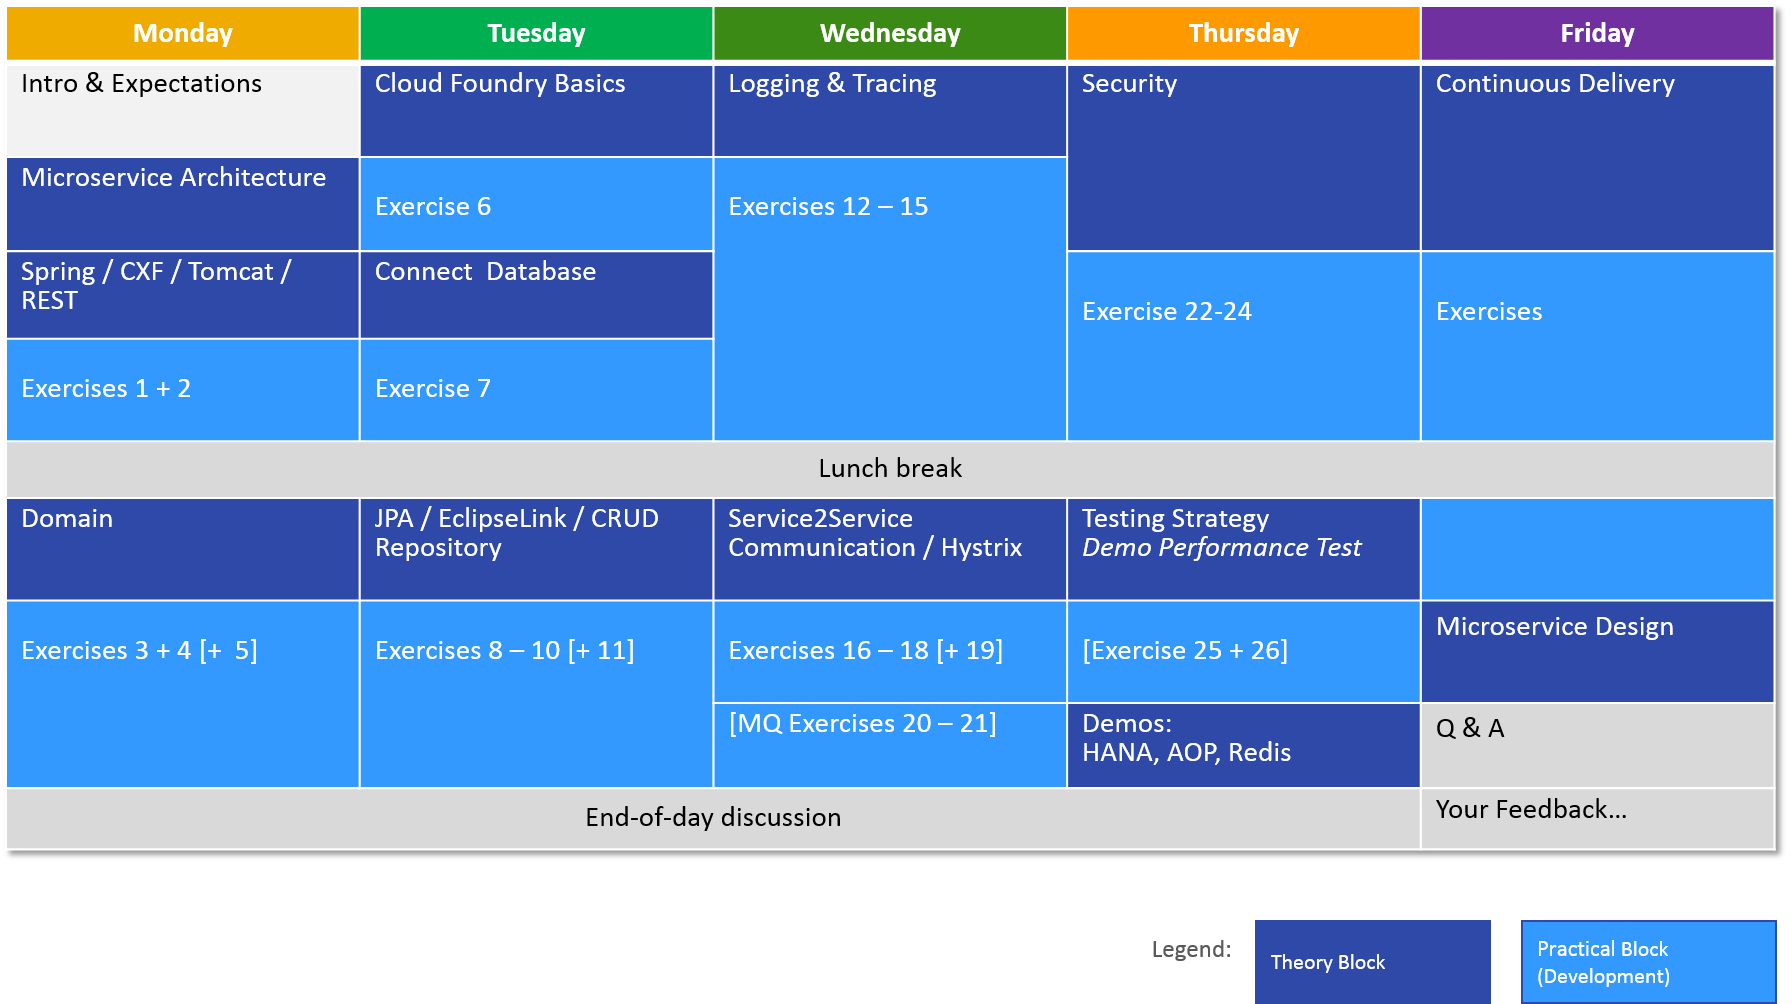 Monday
Tuesday
Wednesday
Thursday
Friday
Intro & Expectations
Cloud Foundry Basics
Logging & Tracing
Security
Continuous Delivery
Microservice Architecture
Exercise 6
Exercises 12 – 15
Spring / CXF / Tomcat /
REST
Connect  Database
Exercise 22-24
Exercises
Exercises 1 + 2
Exercise 7
Lunch break
Domain
JPA / EclipseLink / CRUD
Repository
Service2Service
Communication / Hystrix
Testing Strategy
Demo Performance Test
Exercises 3 + 4 [+  5]
Exercises 8 – 10 [+ 11]
Exercises 16 – 18 [+ 19]
[Exercise 25 + 26]
Microservice Design
[MQ Exercises 20 – 21]
Demos:
HANA, AOP, Redis
Q & A
End-of-day discussion
Your Feedback…
Legend:
Theory Block
Practical Block
(Development)